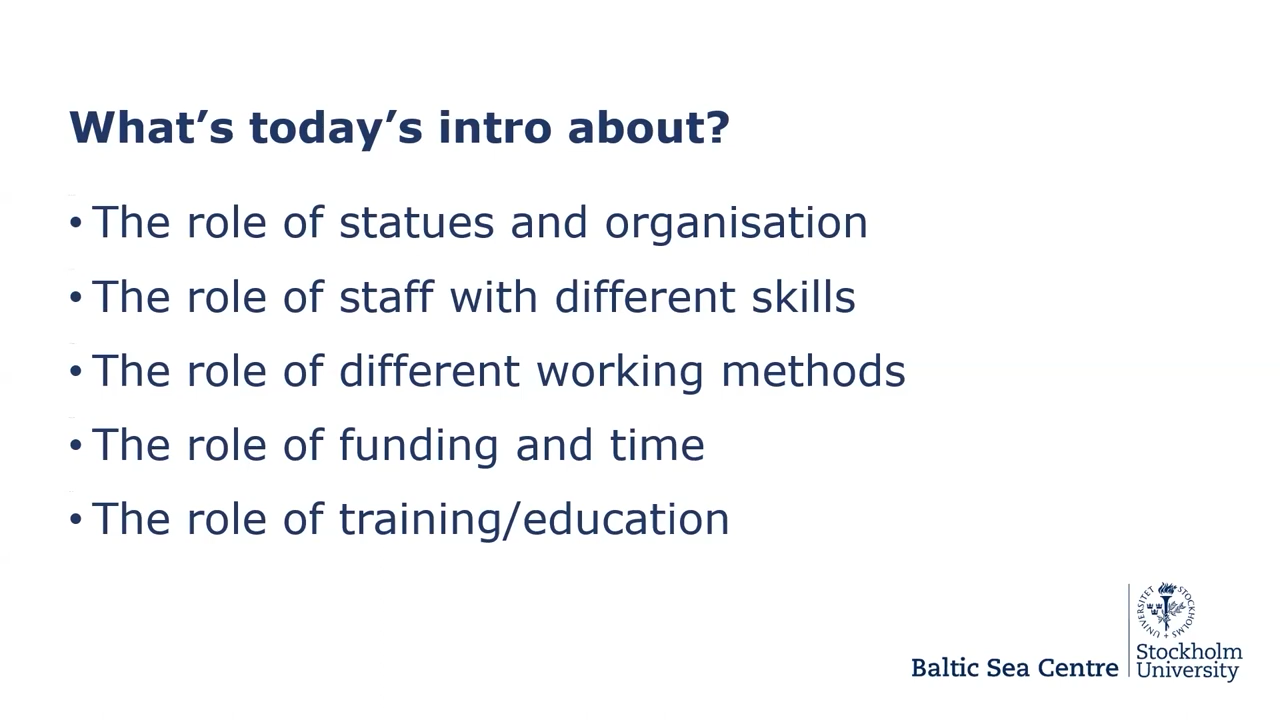 What’s today’s intro about?
• The role of statues and organisation
• The role of staff with different skills
• The role of different working methods
• The role of funding and time
• The role of training/education
Baltic Sea Centre
STOCKHOLMS UNIVERSITET
Stockholm
University